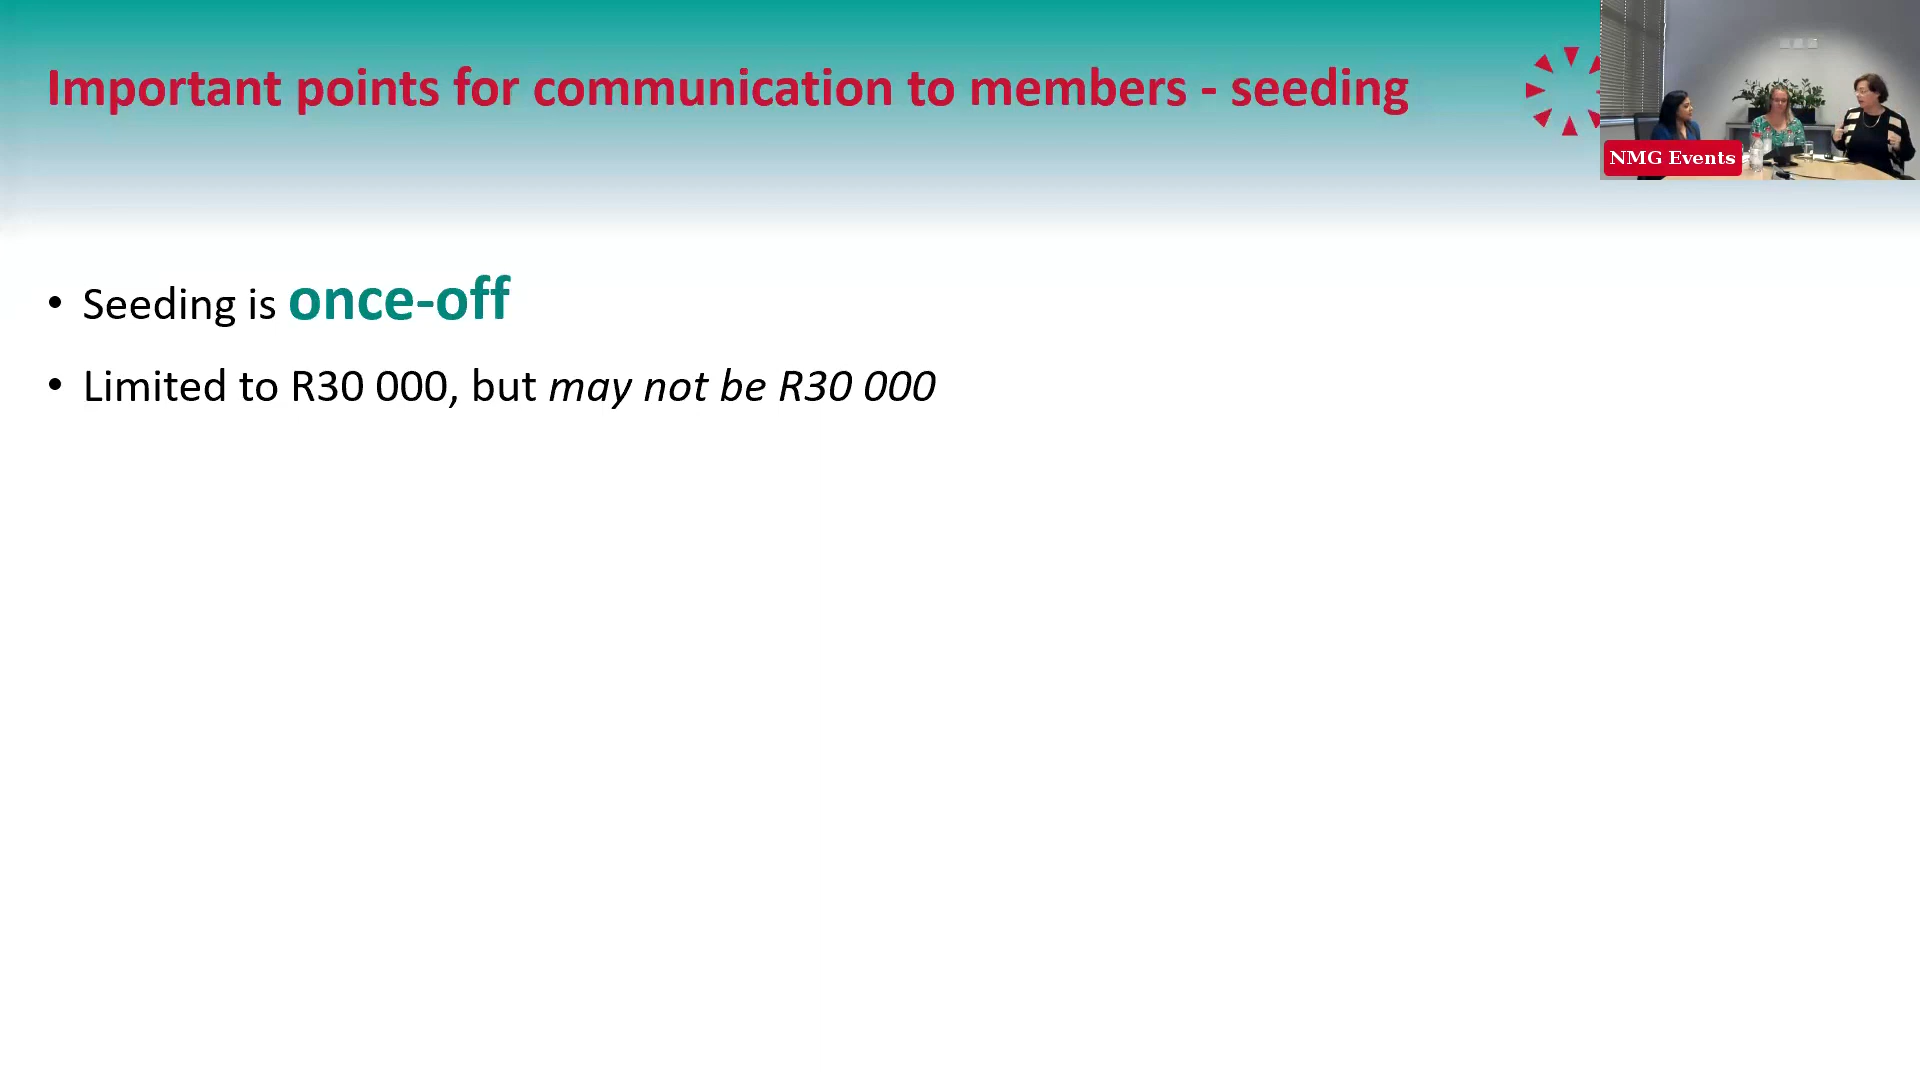 Important points for communication to members - seeding
NMG Events
• Seeding is once-off
• Limited to R30 000, but may not be R30 000